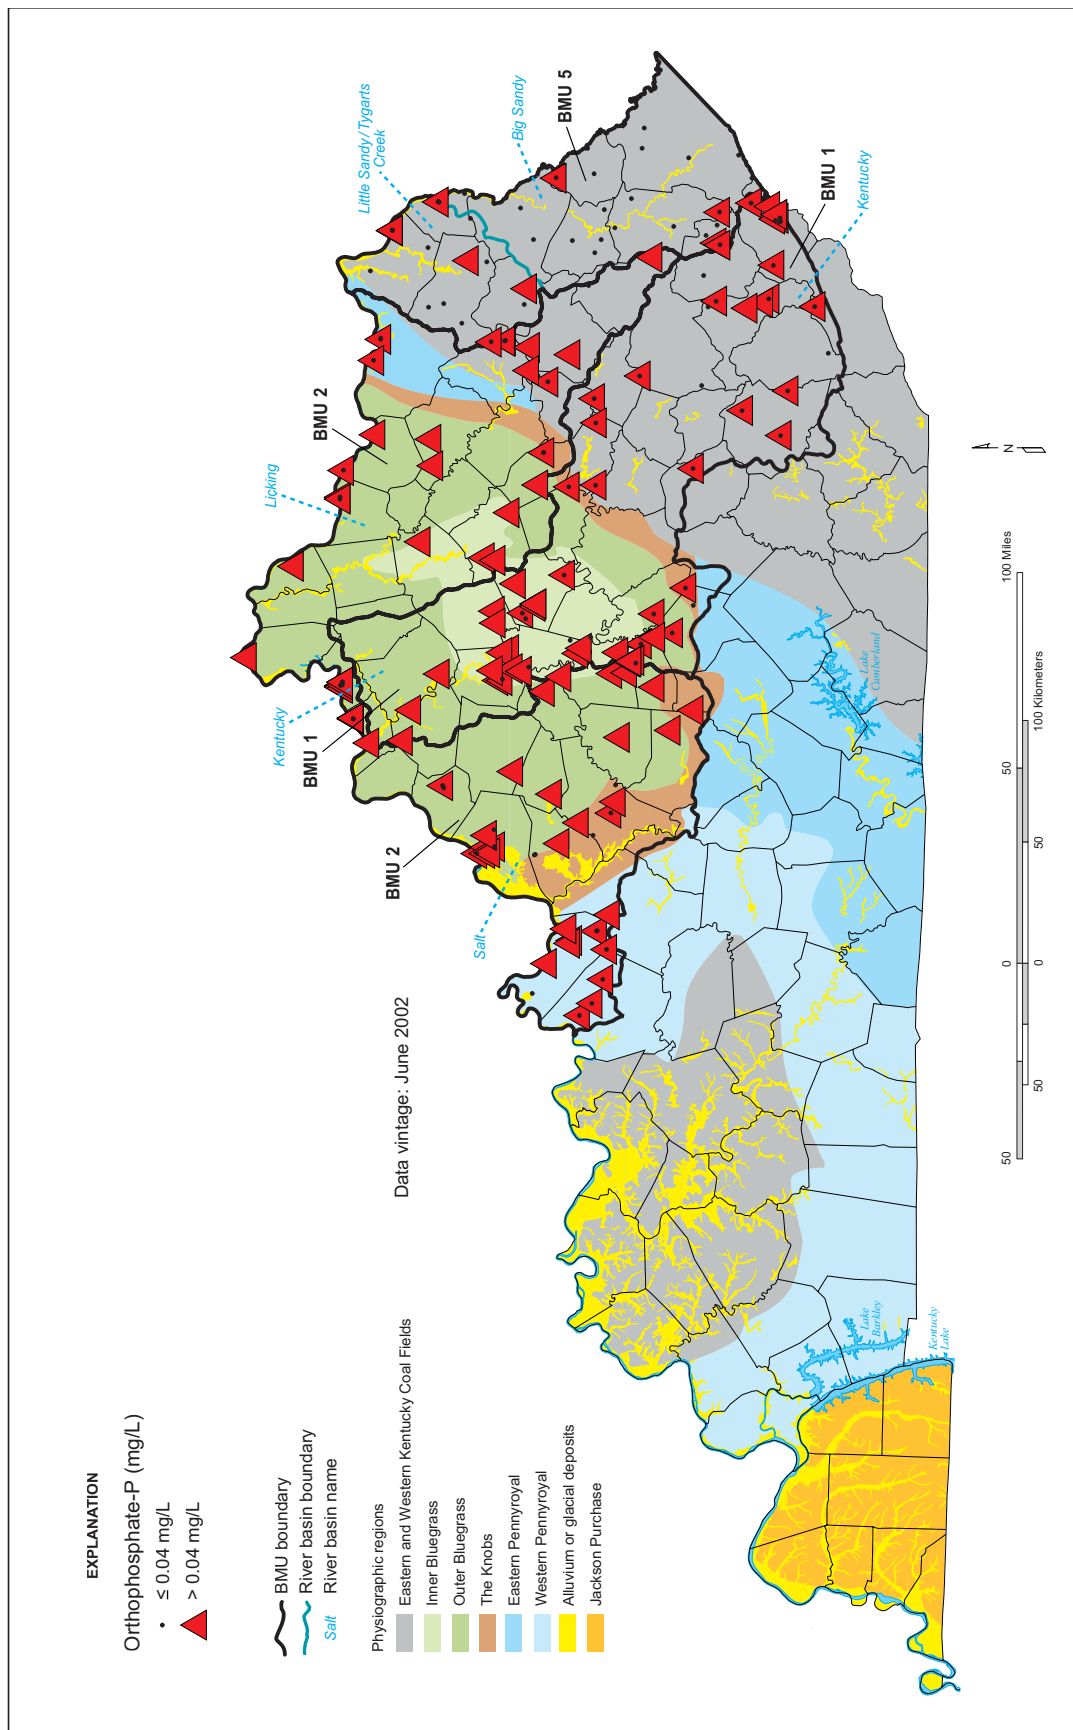 EXPLANATION
Orthophosphate-P (mg/L)
≤ 0.04 mg/L
> 0.04 mg/L
BMU boundary
River basin boundary
Salt River basin name
Physiographic regions
Eastern and Western Kentucky Coal Fields
Inner Bluegrass
Outer Bluegrass
The Knobs
Eastern Pennyroyal
Western Pennyroyal
Alluvium or glacial deposits
Jackson Purchase
Data vintage: June 2002
Salt
BMU 2
Kentucky
BMU 1
Licking
BMU 2
Little Sandy/Tygarts
Creek
Big Sandy
BMU 5
BMU 1
Kentucky
Lake
Barkley
Kentucky
Lake
Lake
Cumberland
N
50 0 50 100 Miles
50 0 50 100 Kilometers